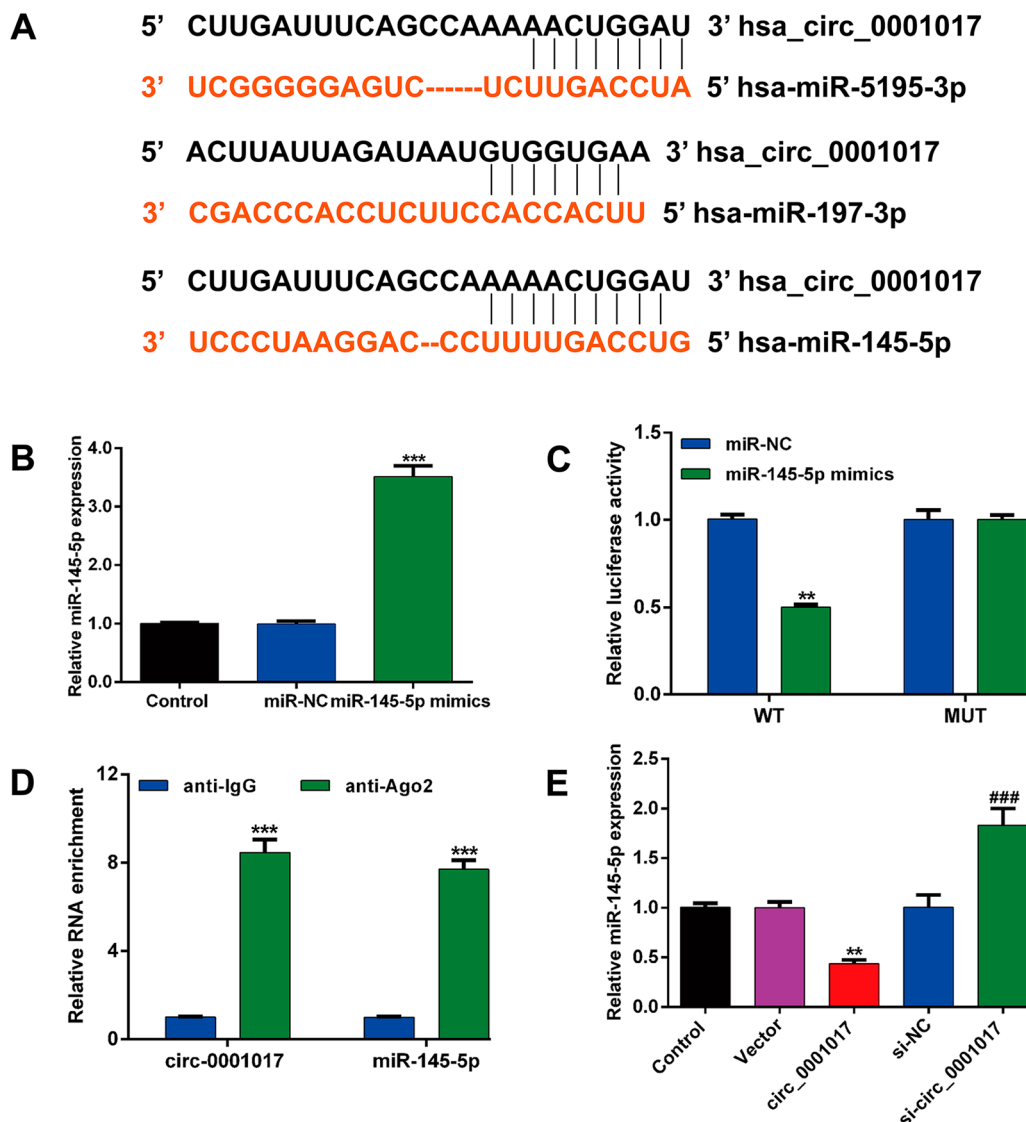 A
5’ CUUGAUUUCAGCCAAAAACUGGAU 3’ hsa_circ_0001017
3’ UCGGGGGAGUC------UCUUGACCUA 5’ hsa-miR-5195-3p
5’ ACUUAUUAGAUAAUGUGGUGAA 3’ hsa_circ_0001017
3’ CGACCCACCUCUUCCACCACUU 5’ hsa-miR-197-3p
5’ CUUGAUUUCAGCCAAAAACUGGAU 3’ hsa_circ_0001017
3’ UCCCUAAGGAC--CCUUUUGACCUG 5’ hsa-miR-145-5p
B
Relative miR-145-5p expression
4.0
3.0
2.0
1.0
0.0
***
Control
miR-NC
miR-145-5p mimics
C
Relative luciferase activity
1.5
1.0
0.5
0.0
miR-NC
miR-145-5p mimics
**
WT
MUT
D
Relative RNA enrichment
12
8
4
0
anti-IgG
anti-Ago2
***
***
circ-0001017
miR-145-5p
E
Relative miR-145-5p expression
2.5
2.0
1.5
1.0
0.5
0.0
**
###
Control
Vector
circ_0001017
si-NC
si-circ_0001017